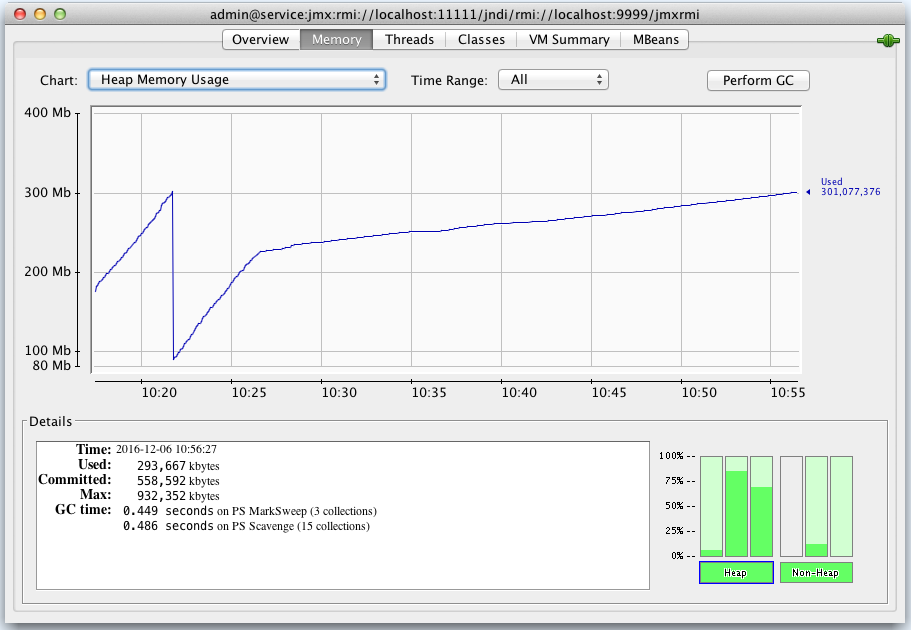 admin@service:jmx:rmi://localhost:11111/jndi/rmi://localhost:9999/jmxrmi
Overview Memory Threads Classes VM Summary MBeans
Chart: Heap Memory Usage Time Range: All Perform GC
400 Mb
300 Mb
200 Mb
100 Mb
80 Mb
Used
301,077,376
10:20 10:25 10:30 10:35 10:40 10:45 10:50 10:55
Details
Time: 2016-12-06 10:56:27
Used: 293,667 kbytes
Committed: 558,592 kbytes
Max: 932,352 kbytes
GC time: 0.449 seconds on PS MarkSweep (3 collections)
0.486 seconds on PS Scavenge (15 collections)
100% --
75% --
50% --
25% --
0% --
Heap Non-Heap